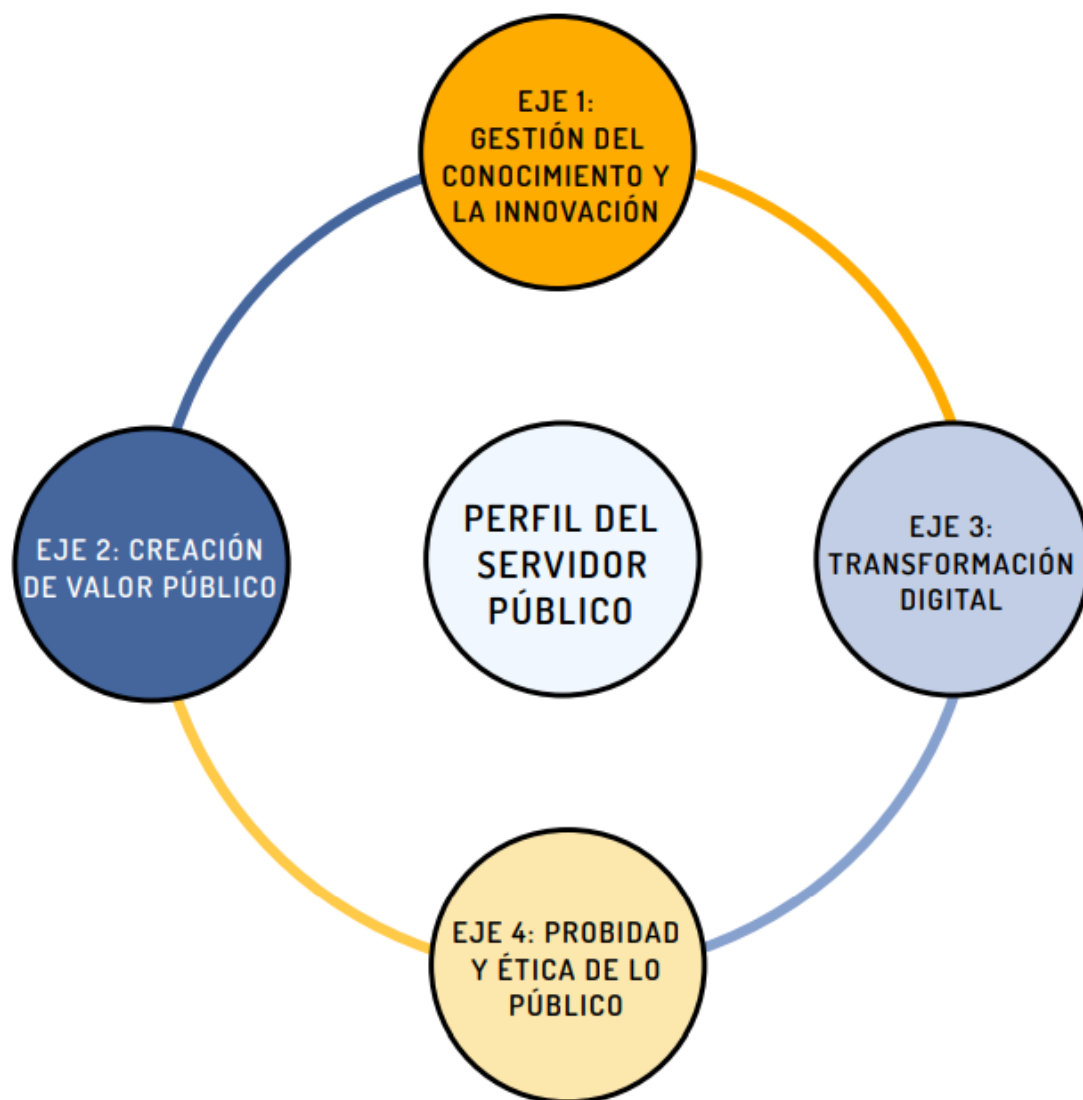 EJE 1:
GESTIÓN DEL
CONOCIMIENTO Y
LA INNOVACIÓN
EJE 2: CREACIÓN
DE VALOR PÚBLICO
PERFIL DEL
SERVIDOR
PÚBLICO
EJE 3:
TRANSFORMACIÓN
DIGITAL
EJE 4: PROBIDAD
Y ÉTICA DE LO
PÚBLICO